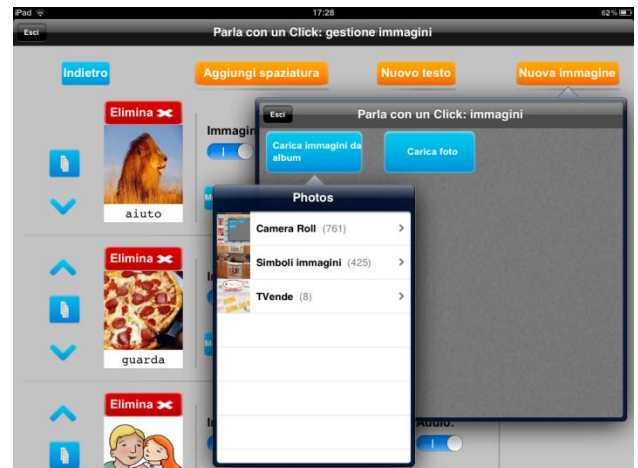 iPad 17:28 62%
Esci Parla con un Click: gestione immagini
Indietro Aggiungi spaziatura Nuovo testo Nuova immagine
Elimina
Immagin
aiuto
Esci Parla con un Click: immagini
Carica immagini da
album
Carica foto
Photos
Camera Roll (761)
Simboli immagini (425)
TVende (8)
Elimina
guarda
Elimina
Audio: